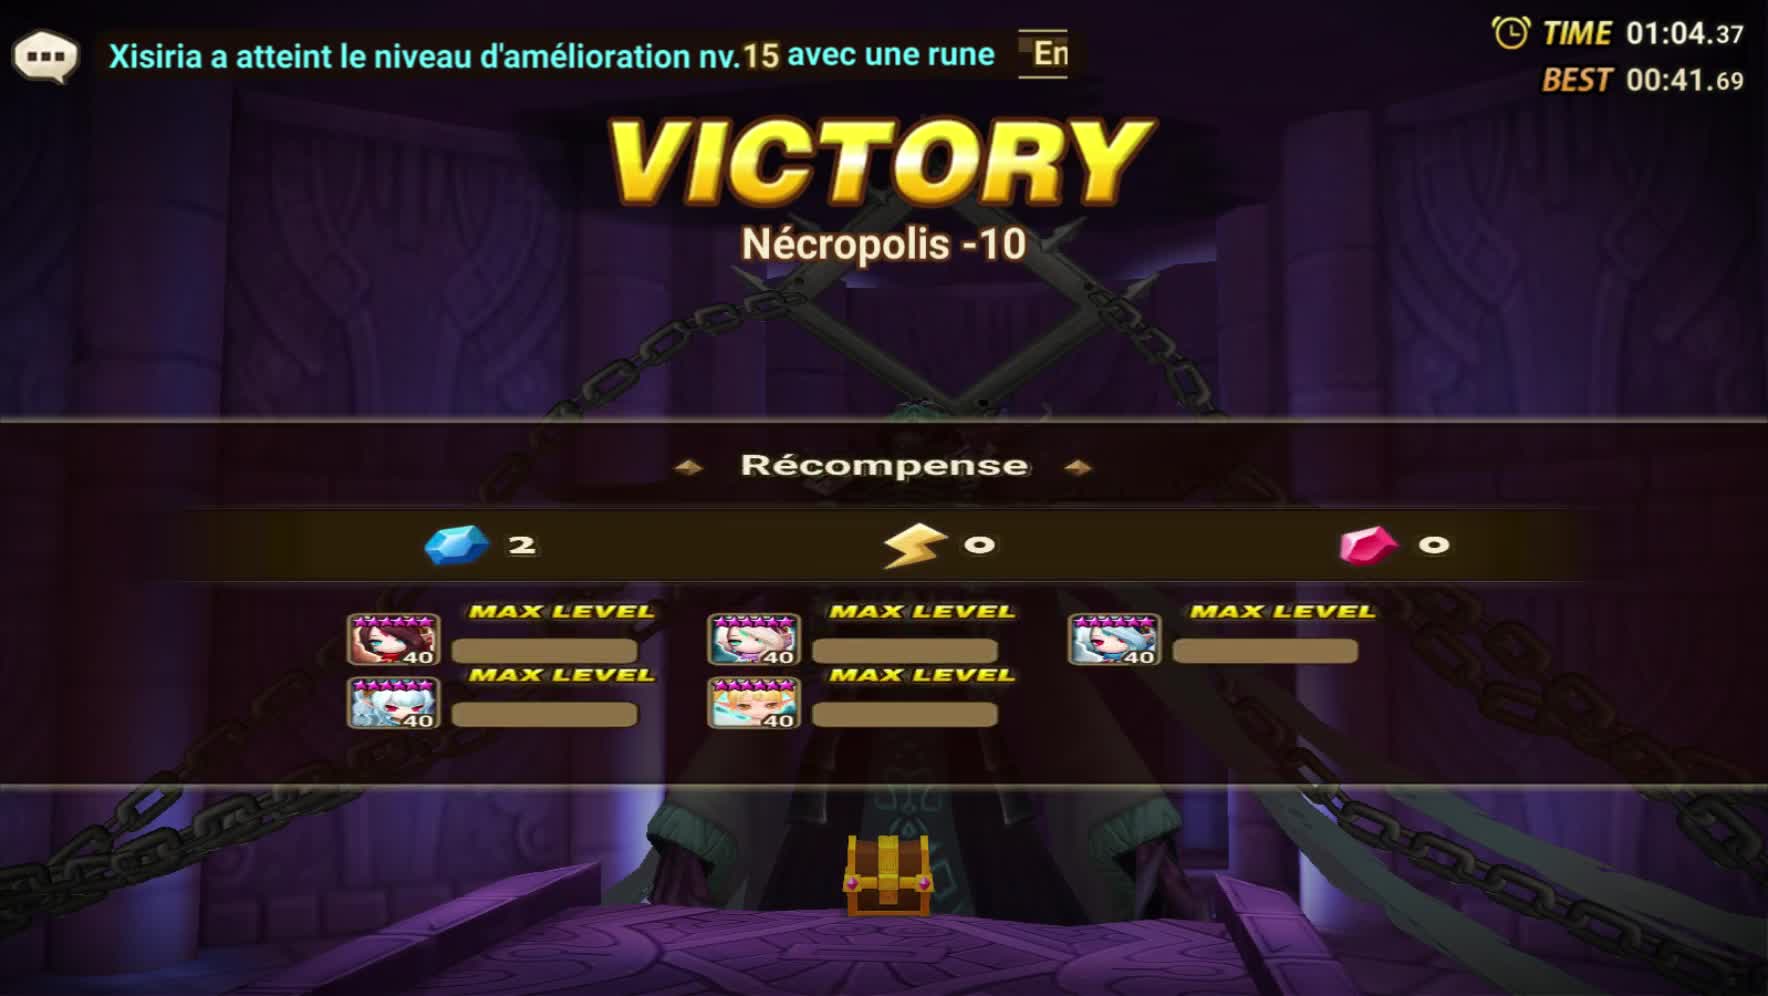 Xisiria a atteint le niveau d'amélioration nv.15 avec une rune En
TIME 01:04.37
BEST 00:41.69
VICTORY
Nécropolis -10
Récompense
2 0 0
MAX LEVEL MAX LEVEL MAX LEVEL
40 40 40
MAX LEVEL MAX LEVEL
40 40